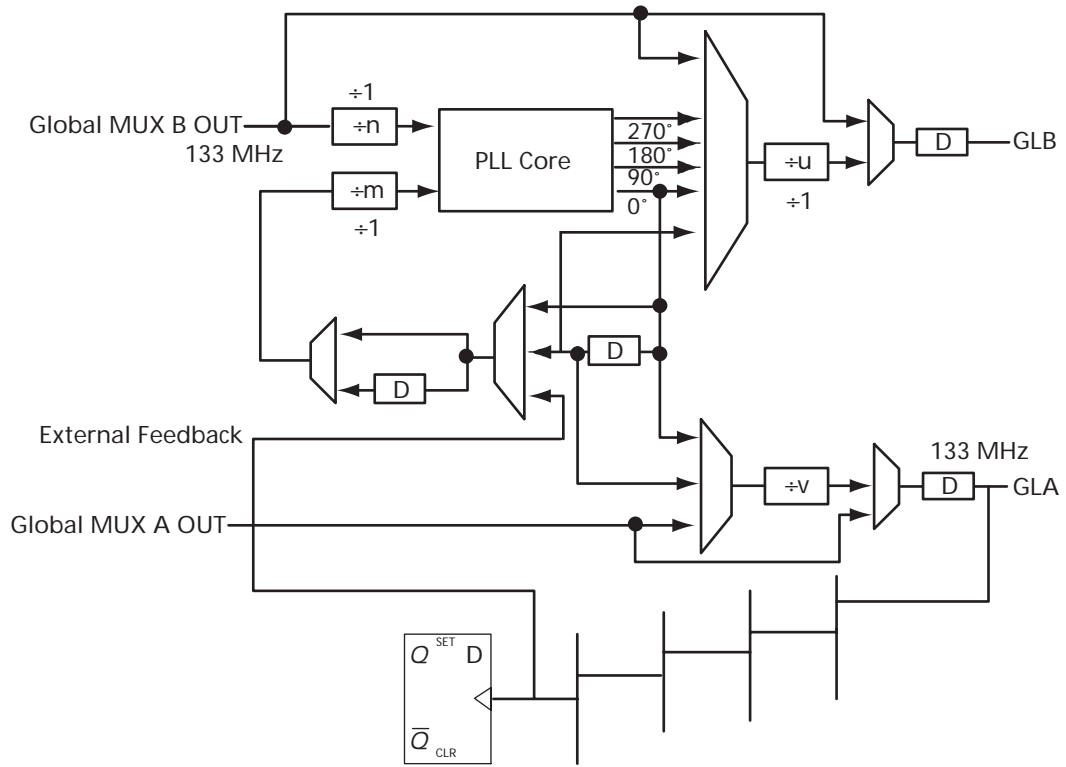 ÷1
Global MUX B OUT
÷n
133 MHz
PLL Core
270˚
180˚
90˚
0˚
÷m
÷1
÷u
÷1
D
GLB
D
D
External Feedback
133 MHz
÷v
D
GLA
Global MUX A OUT
Q SET D
Q̅ CLR